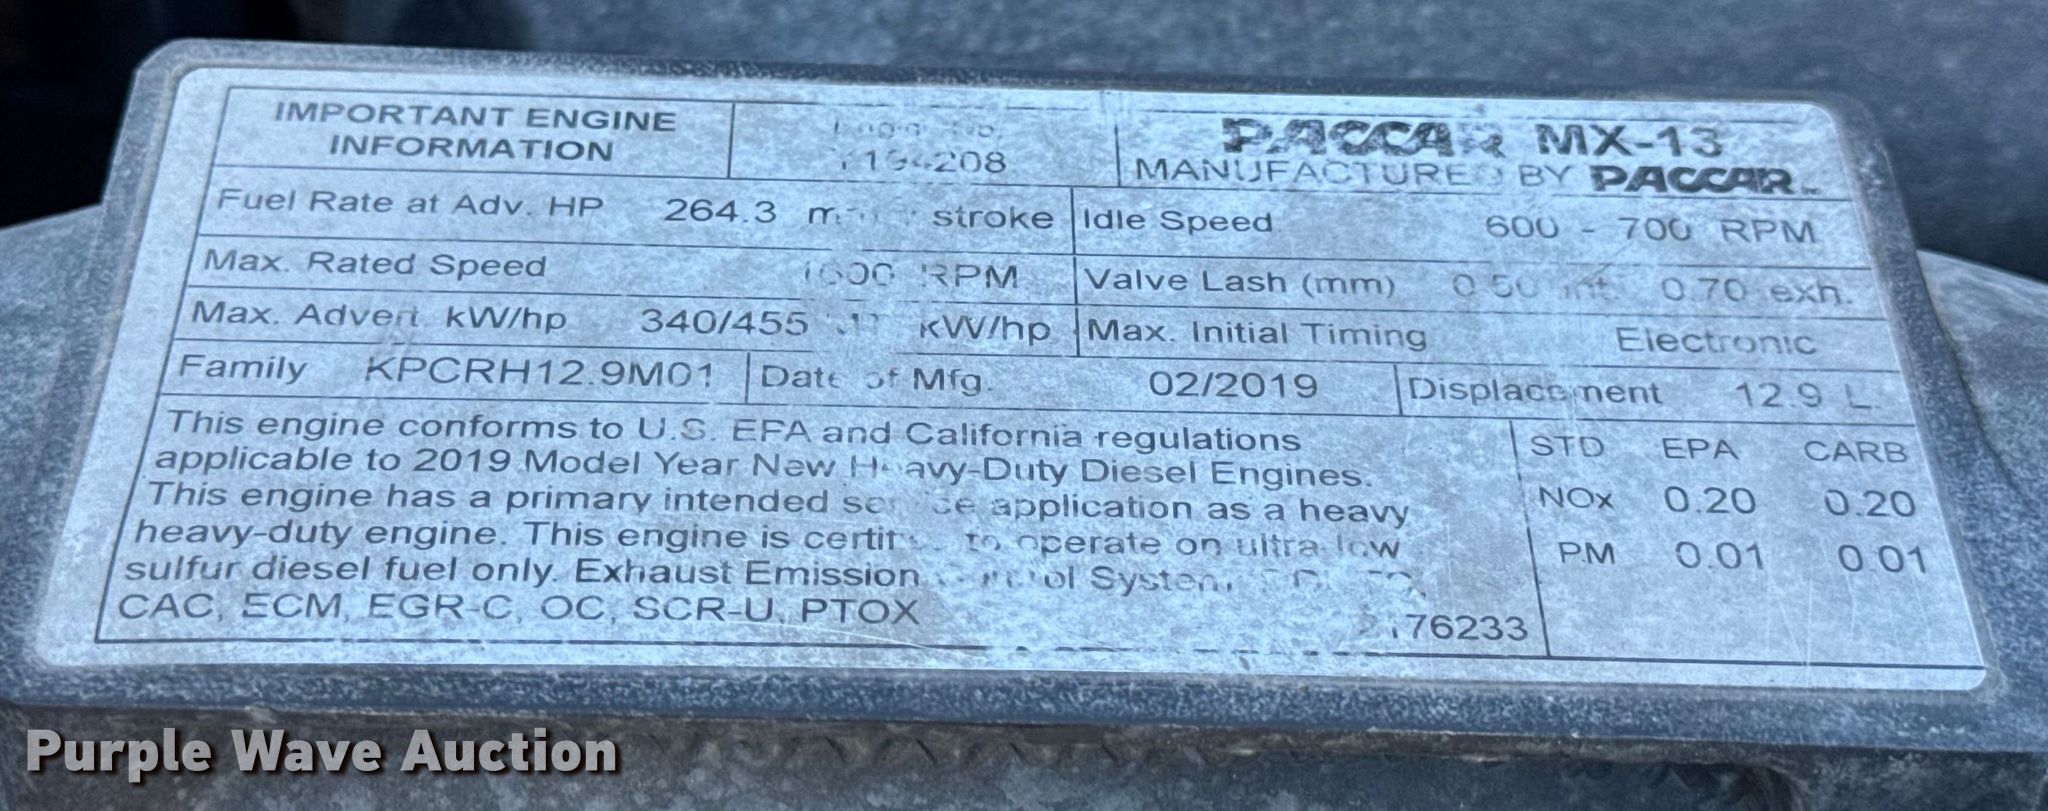 IMPORTANT ENGINE
INFORMATION
PACCAR MX-13
MANUFACTURED BY PACCAR
Fuel Rate at Adv. HP 264.3 stroke
Idle Speed 600 - 700 RPM
Max. Rated Speed RPM
Valve Lash (mm) 0.50 int. 0.70 exh.
Max. Advert kW/hp 340/455 kW/hp
Max. Initial Timing Electronic
Family KPCRH12.9M01
Date of Mfg. 02/2019
Displacement 12.9 L.
This engine conforms to U.S. EPA and California regulations
applicable to 2019 Model Year New Heavy-Duty Diesel Engines.
This engine has a primary intended service application as a heavy
heavy-duty engine. This engine is certified to operate on ultra low
sulfur diesel fuel only. Exhaust Emission Control System,
CAC, ECM, EGR-C, OC, SCR-U, PTOX
STD EPA CARB
NOx 0.20 0.20
PM 0.01 0.01
Purple Wave Auction